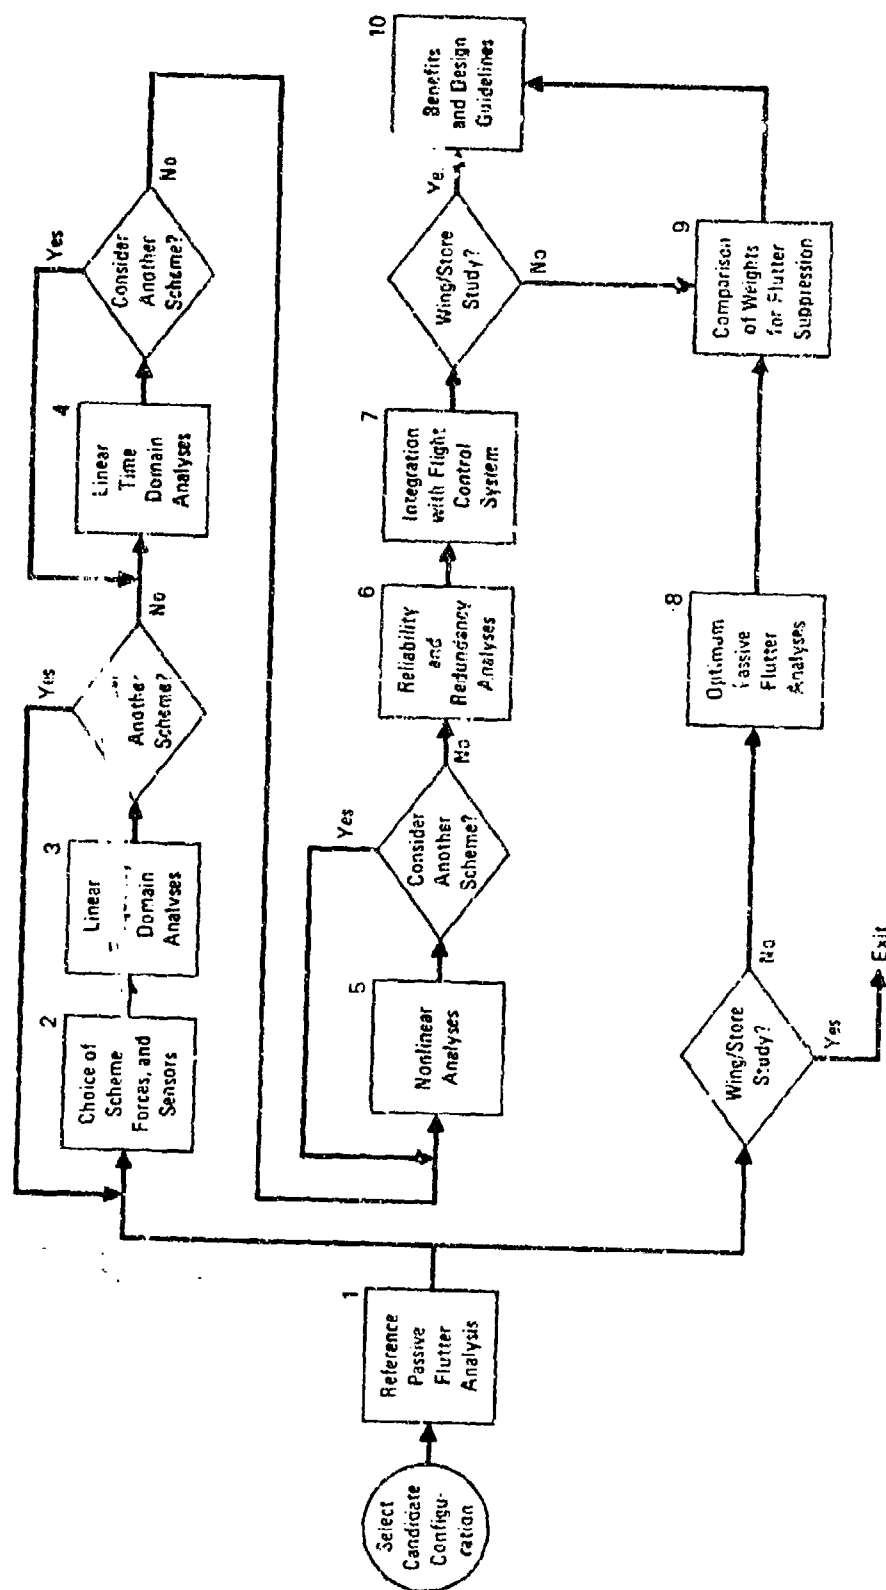 Select
Candidate
Configu-
ration
1
Reference
Passive
Flutter
Analysis
2
Choice of
Scheme
Forces, and
Sensors
3
Linear
Domain
Analyses
Another
Scheme?
Yes
No
4
Linear
Time
Domain
Analyses
Consider
Another
Scheme?
Yes
No
5
Nonlinear
Analyses
Consider
Another
Scheme?
Yes
No
6
Reliability
and
Redundancy
Analyses
7
Integration
with Flight
Control
System
Wing/Store
Study?
Ye
No
10
Benefits
and Design
Guidelines
Wing/Store
Study?
Yes
Exit
No
8
Optimum
Passive
Flutter
Analyses
9
Comparison
of Weights
for Flutter
Suppression